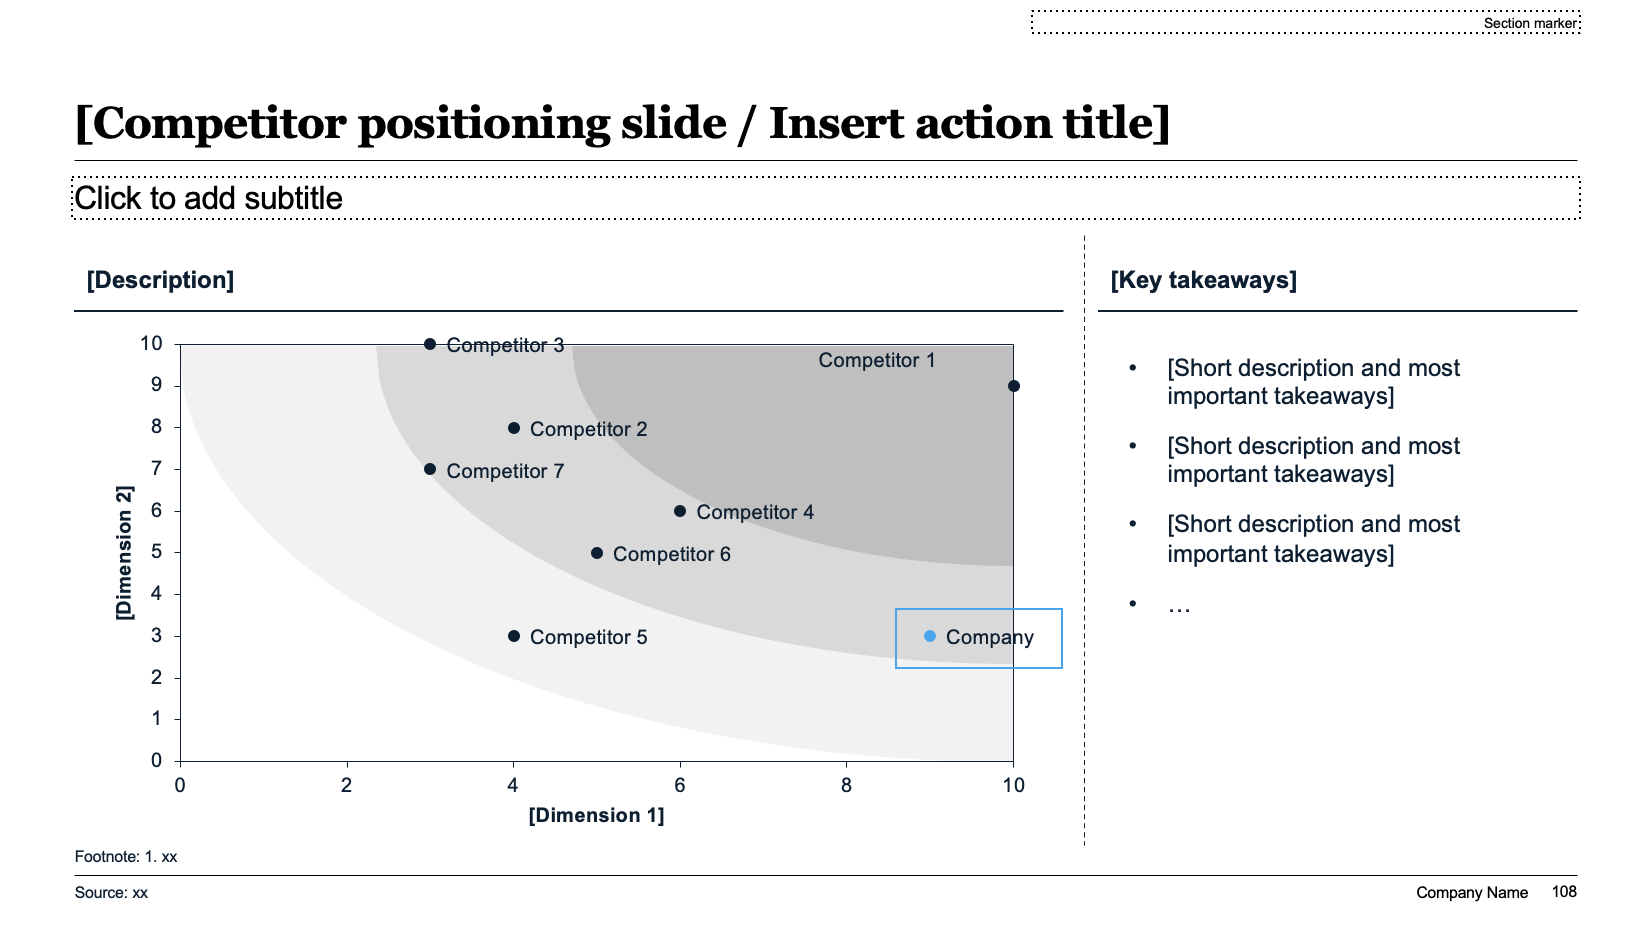 Section marker
[Competitor positioning slide / Insert action title]
Click to add subtitle
[Description]
[Key takeaways]
10
9
8
7
6
5
4
3
2
1
0
[Dimension 2]
Competitor 3
Competitor 1
Competitor 2
Competitor 7
Competitor 4
Competitor 6
Competitor 5
Company
0
2
4
6
8
10
[Dimension 1]
• [Short description and most
important takeaways]
• [Short description and most
important takeaways]
• [Short description and most
important takeaways]
• …
Footnote: 1. xx
Source: xx
Company Name
108